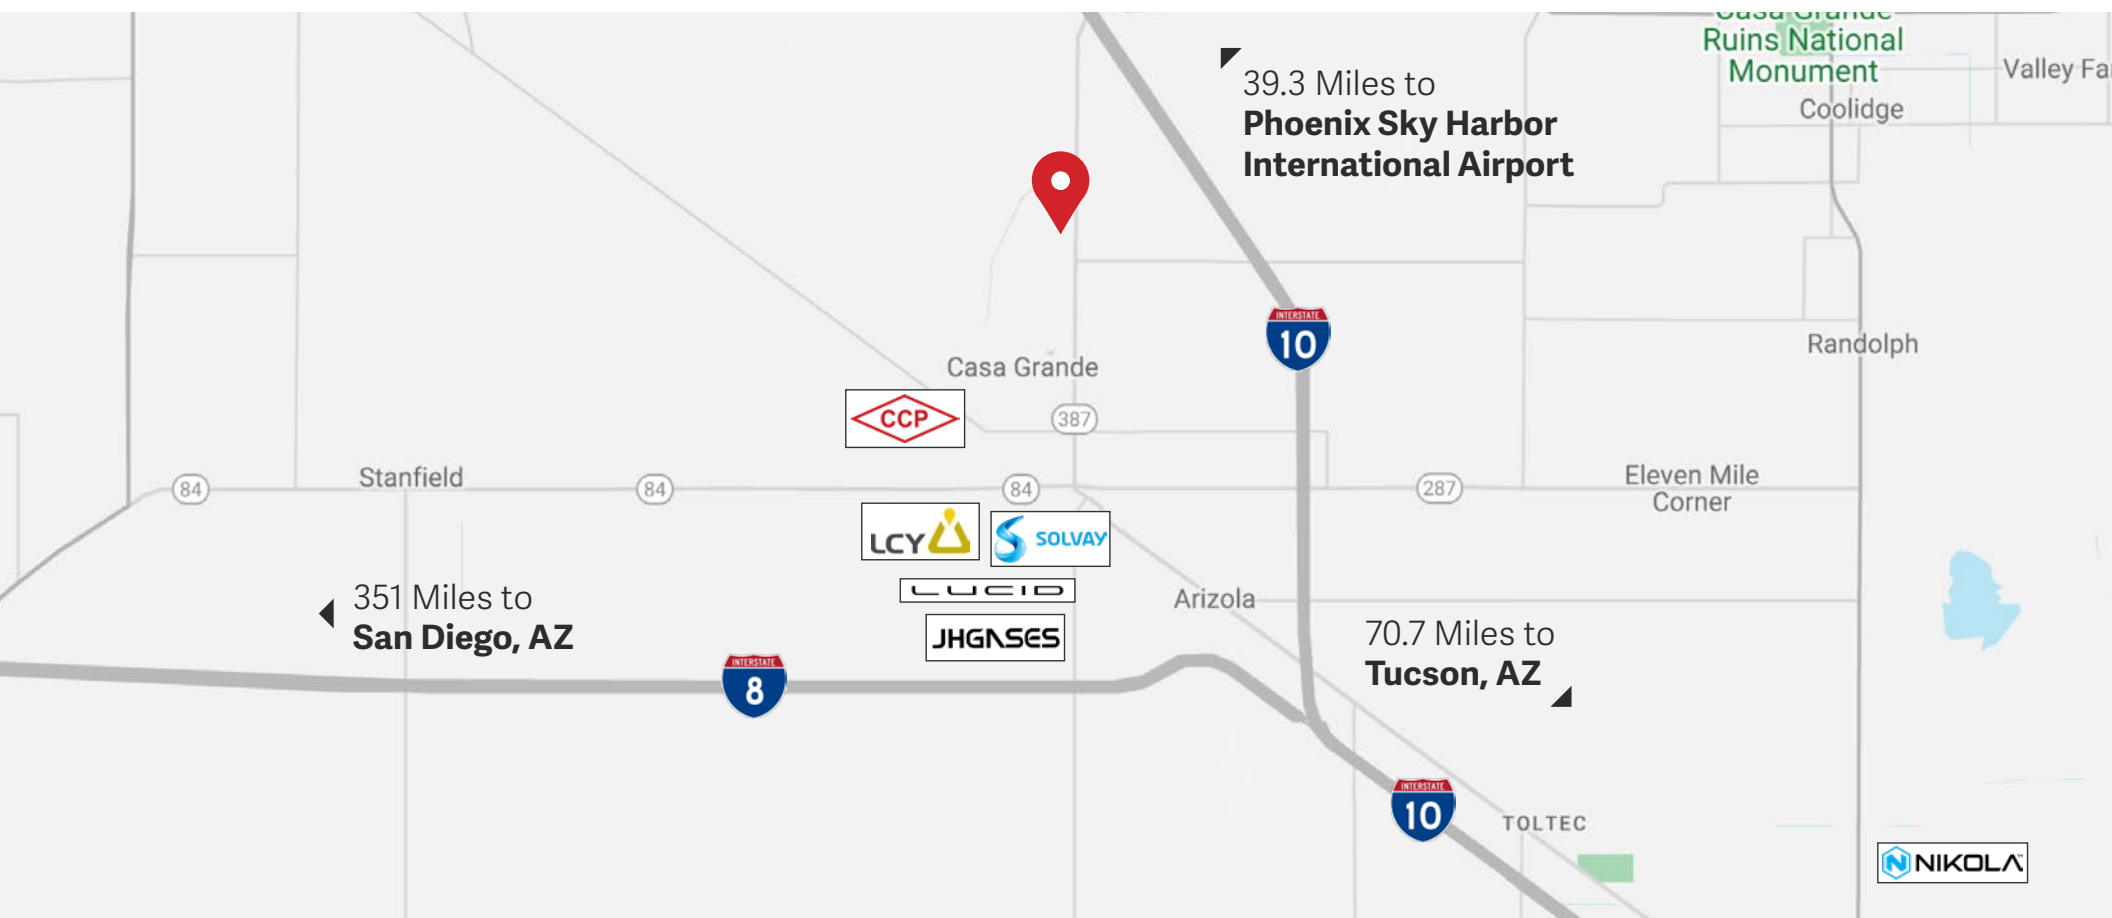 Casa Grande
Ruins National
Monument
Valley Fa
Coolidge
39.3 Miles to
Phoenix Sky Harbor
International Airport
INTERSTATE
10
Randolph
Casa Grande
CCP
387
Stanfield
84
84
84
287
Eleven Mile
Corner
LCY
SOLVAY
LUCID
JHGASES
Arizola
351 Miles to
San Diego, AZ
70.7 Miles to
Tucson, AZ
INTERSTATE
8
INTERSTATE
10
TOLTEC
NIKOLA